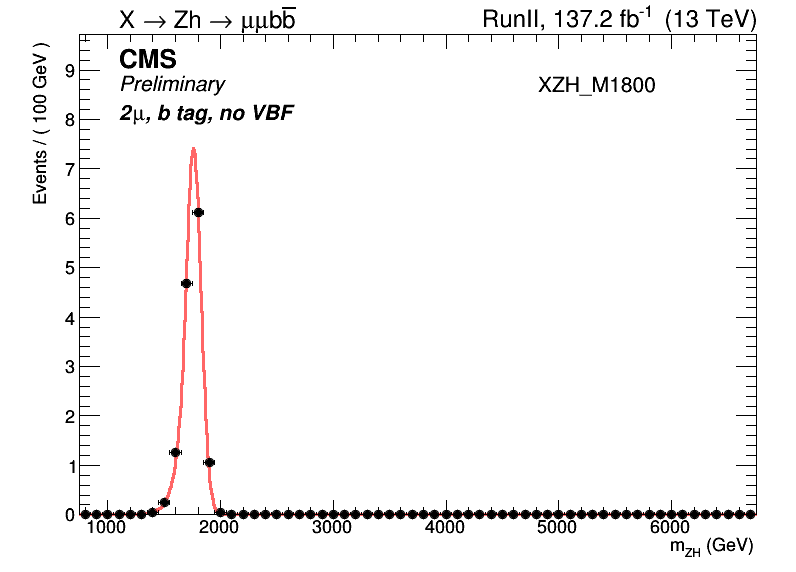 X → Zh → μμbb̅
RunII, 137.2 fb⁻¹ (13 TeV)
CMS
Preliminary
2μ, b tag, no VBF
XZH_M1800
Events / ( 100 GeV )
9
8
7
6
5
4
3
2
1
0
1000 2000 3000 4000 5000 6000
m_ZH (GeV)